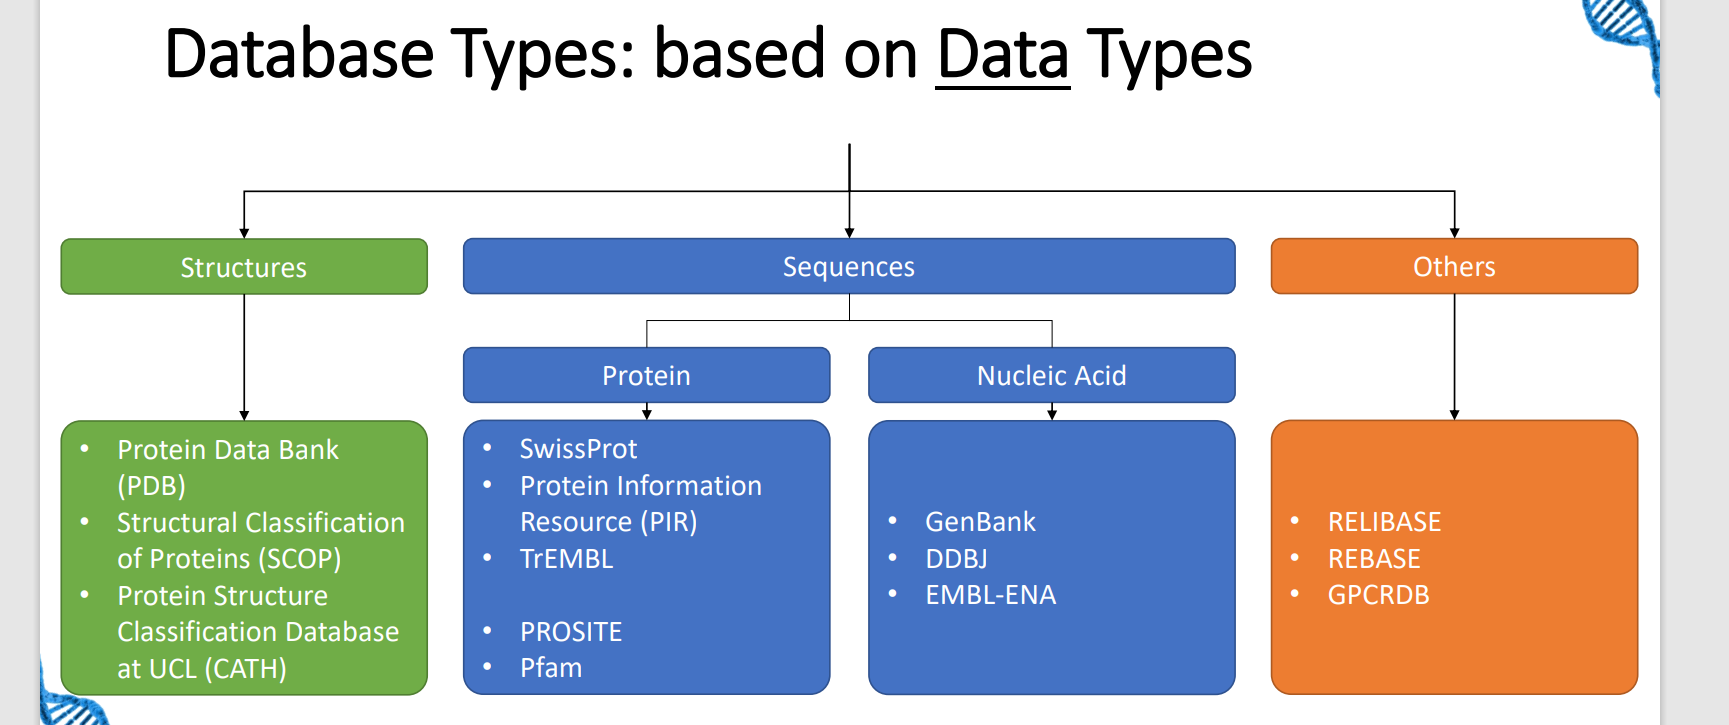 Database Types: based on Data Types
Structures
Sequences
Others
Protein
Nucleic Acid
• Protein Data Bank
(PDB)
• Structural Classification
of Proteins (SCOP)
• Protein Structure
Classification Database
at UCL (CATH)
• SwissProt
• Protein Information
Resource (PIR)
• TrEMBL
• PROSITE
• Pfam
• GenBank
• DDBJ
• EMBL-ENA
• RELIBASE
• REBASE
• GPCRDB